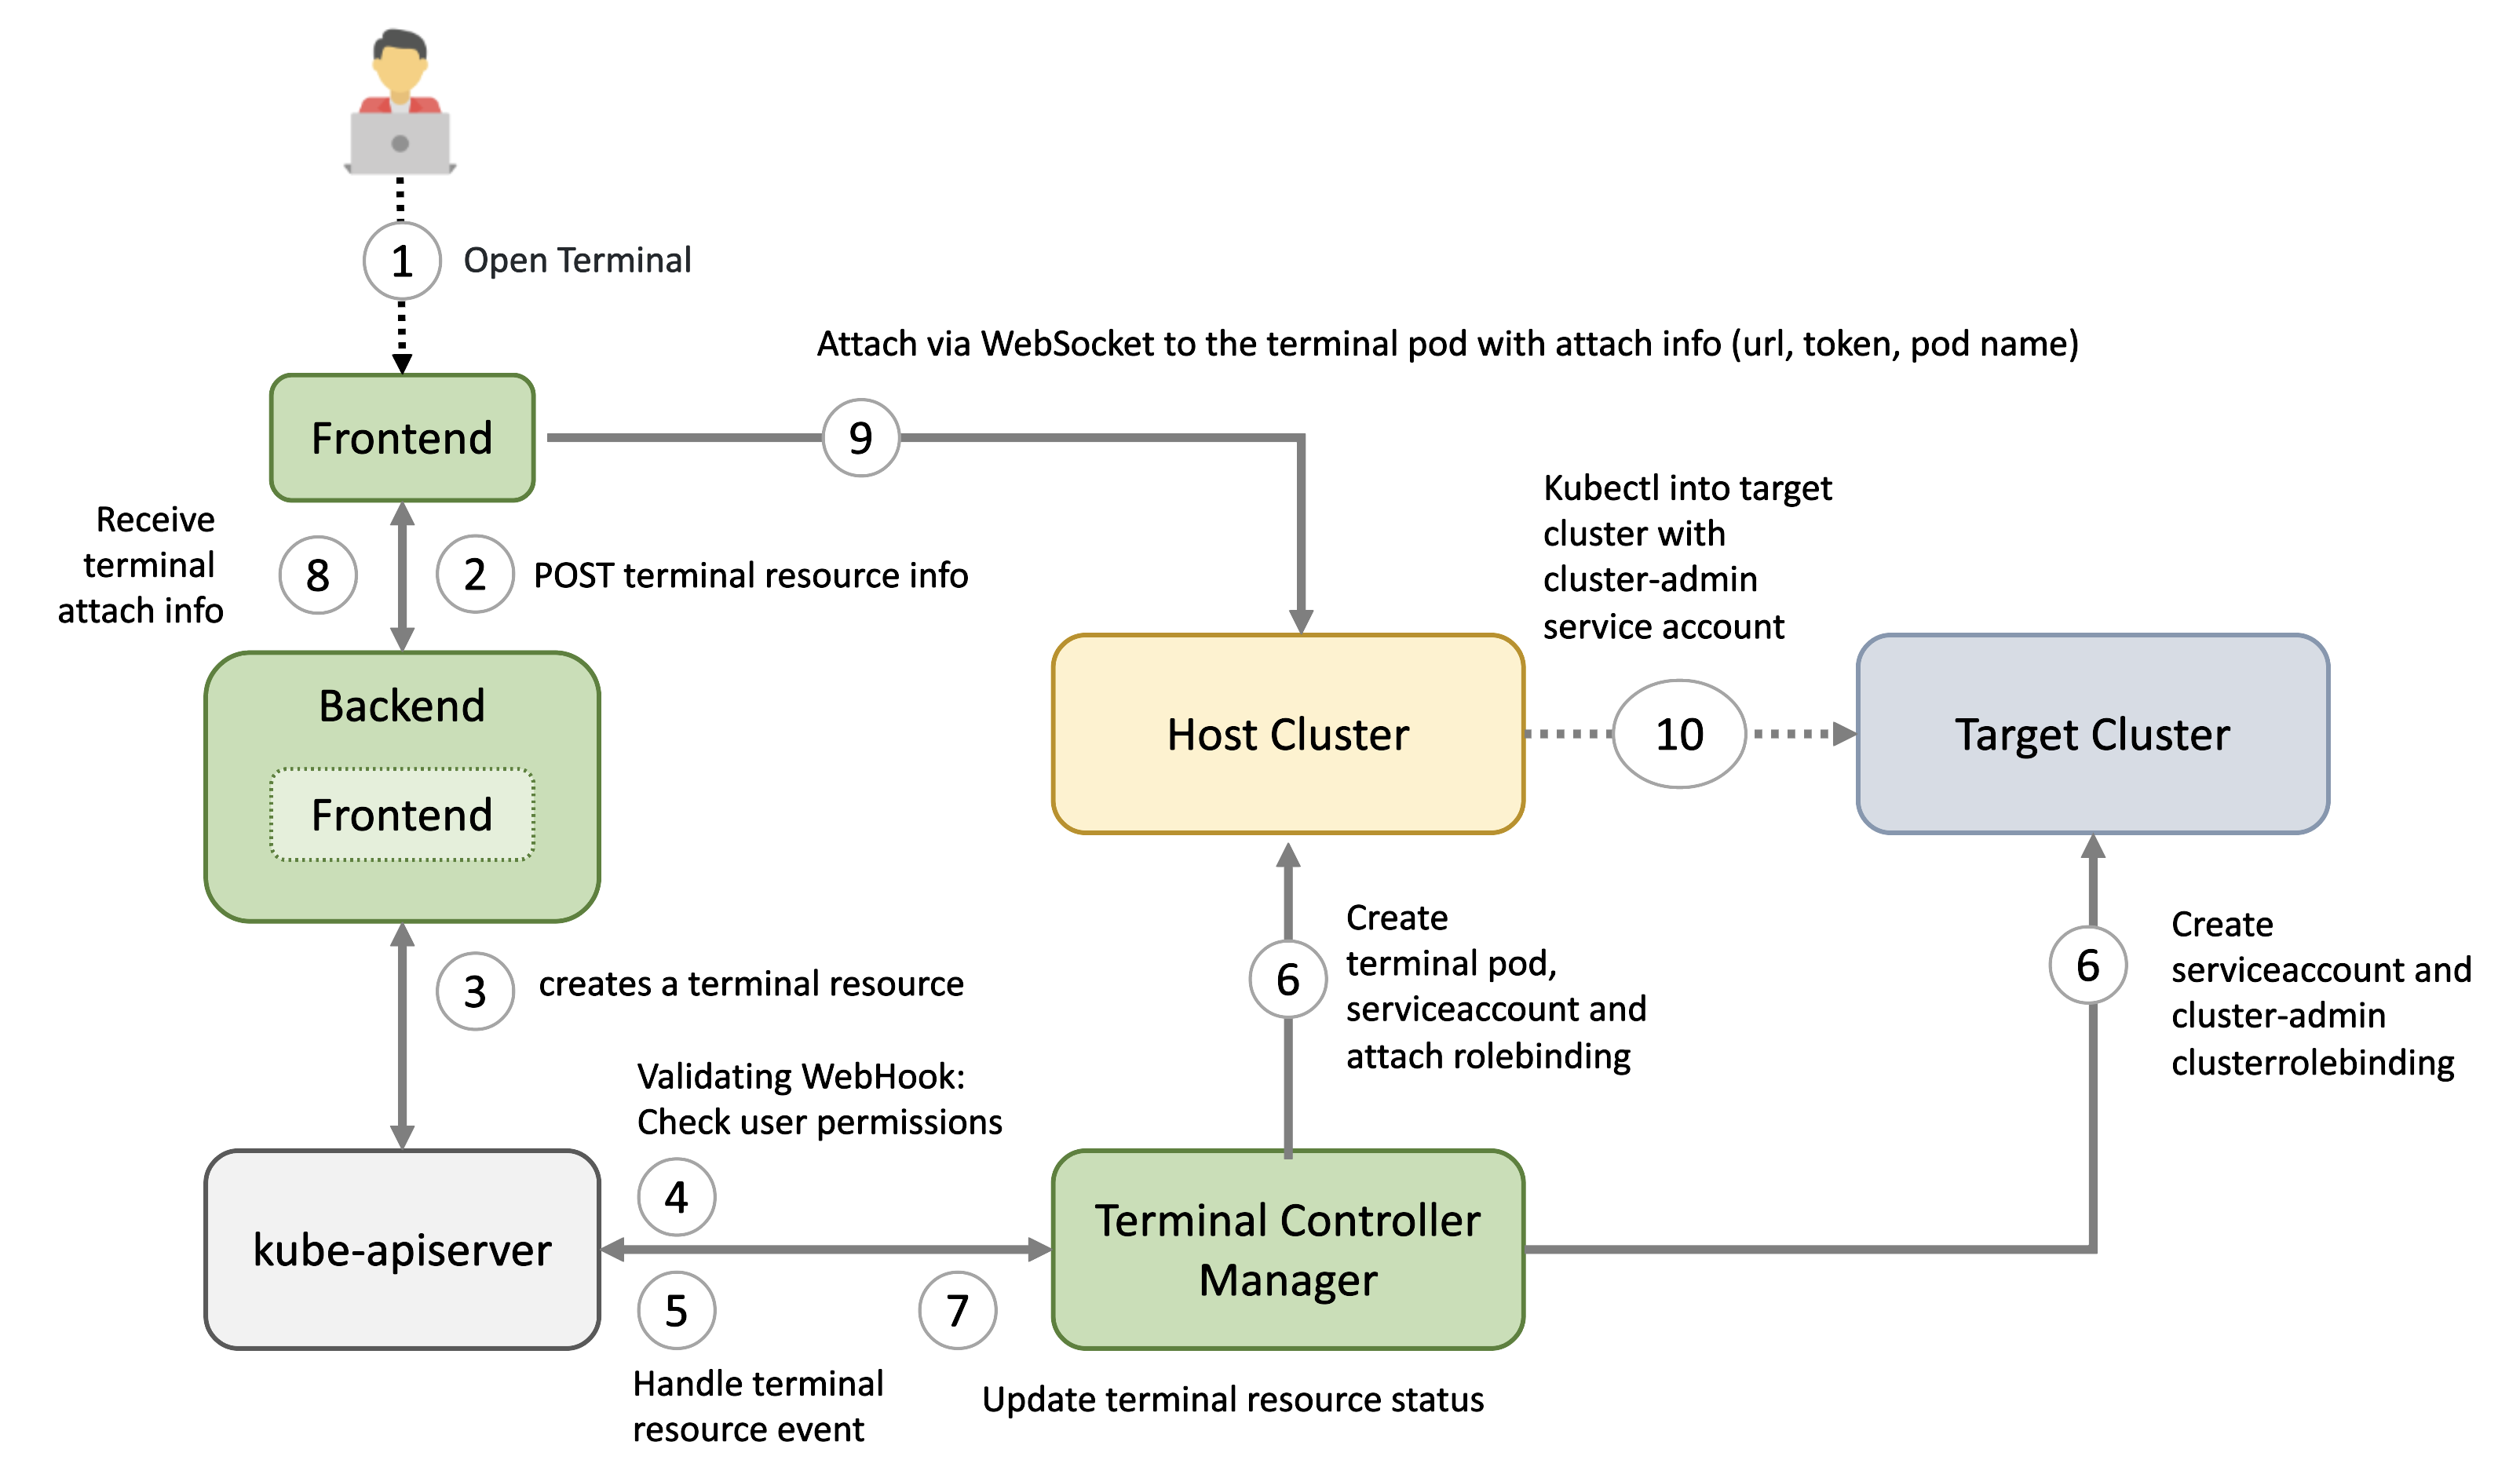 1
Open Terminal
Attach via WebSocket to the terminal pod with attach info (url, token, pod name)
Frontend
9
Receive
terminal
attach info
8
2
POST terminal resource info
Kubectl into target
cluster with
cluster-admin
service account
Backend
Frontend
Host Cluster
10
Target Cluster
3
creates a terminal resource
6
Create
terminal pod,
serviceaccount and
attach rolebinding
6
Create
serviceaccount and
cluster-admin
clusterrolebinding
Validating WebHook:
Check user permissions
4
kube-apiserver
5
7
Terminal Controller
Manager
Handle terminal
resource event
Update terminal resource status